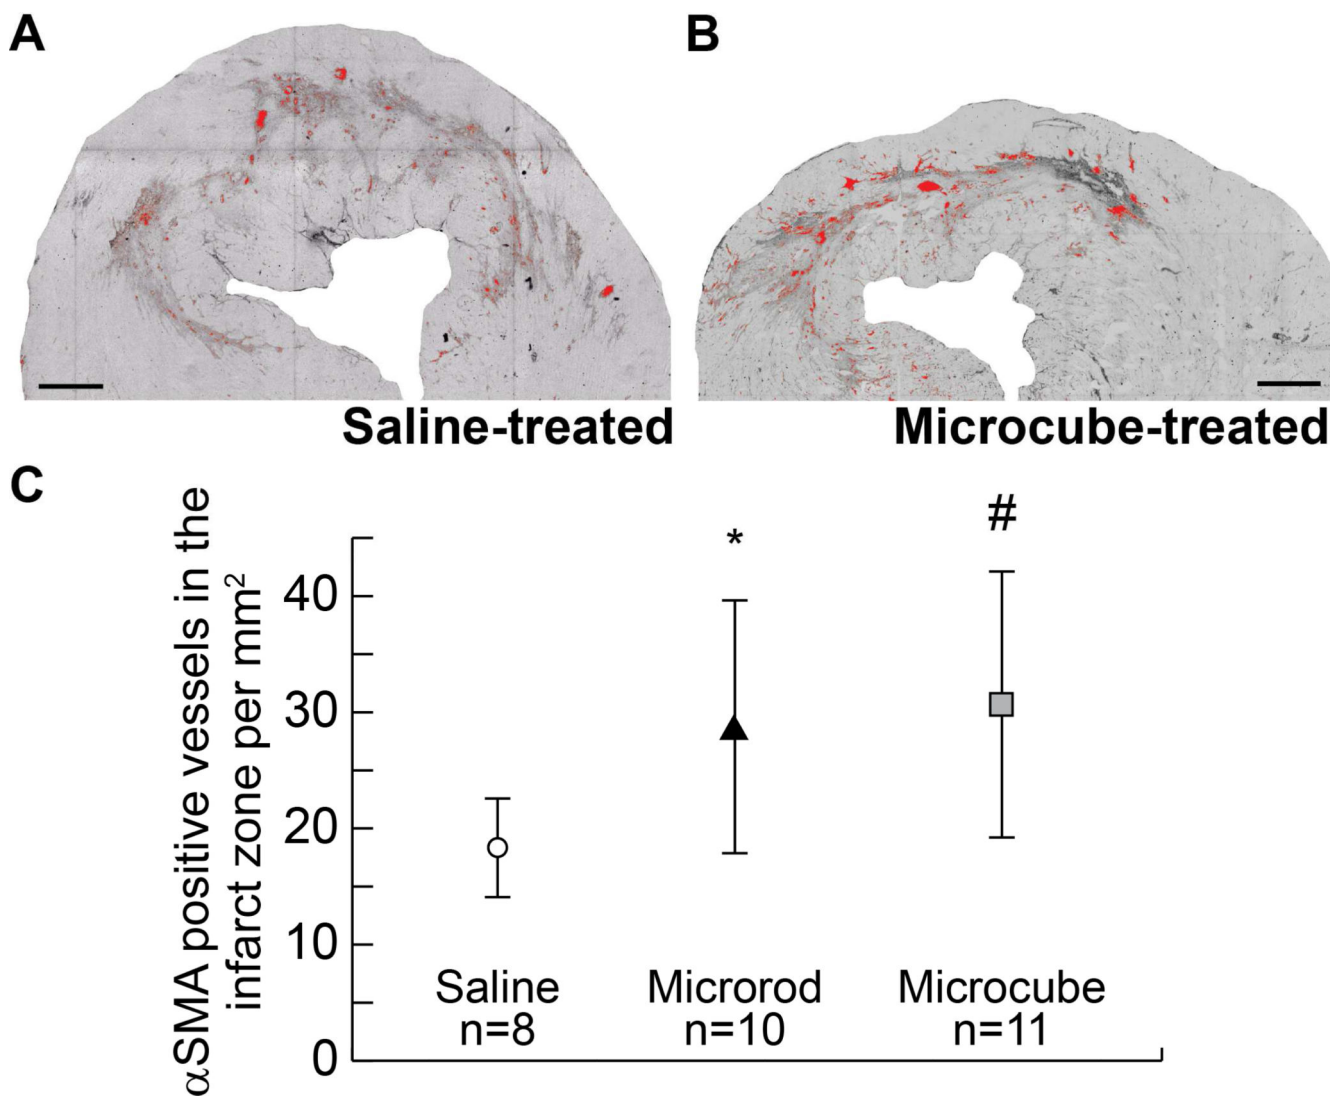 A
B
Saline-treated
Microcube-treated
C
αSMA positive vessels in the
infarct zone per mm²
40
30
20
10
0
*
#
Saline
n=8
Microrod
n=10
Microcube
n=11